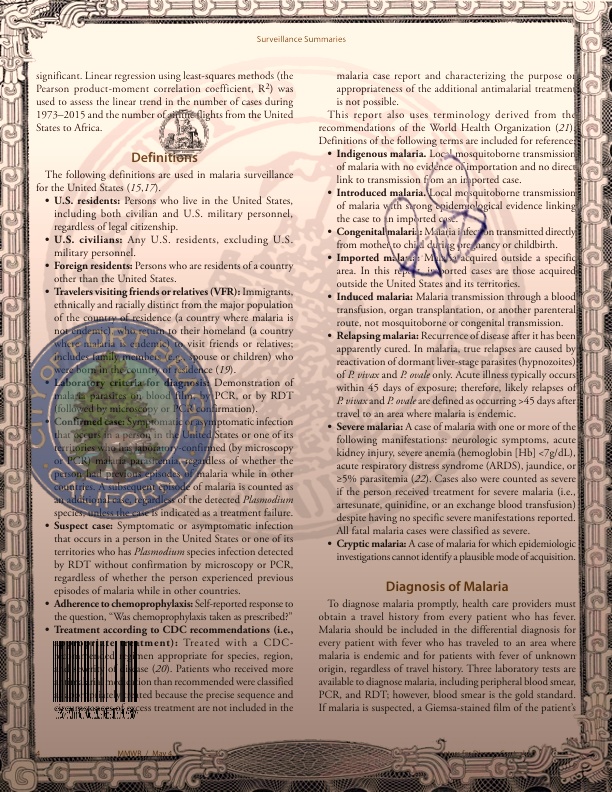 Surveillance Summaries
significant. Linear regression using least-squares methods (the
Pearson product-moment correlation coefficient, R²) was
used to assess the linear trend in the number of cases during
1973–2015 and the number of airline flights from the United
States to Africa.
Definitions
The following definitions are used in malaria surveillance
for the United States (15,17).
• U.S. residents: Persons who live in the United States,
including both civilian and U.S. military personnel,
regardless of legal citizenship.
• U.S. civilians: Any U.S. residents, excluding U.S.
military personnel.
• Foreign residents: Persons who are residents of a country
other than the United States.
• Travelers visiting friends or relatives (VFR): Immigrants,
ethnically and racially distinct from the major population
of the country of residence (a country where malaria is
not endemic), who return to their homeland (a country
where malaria is endemic) to visit friends or relatives;
includes family members (e.g., spouse or children) who
were born in the country of residence (19).
• Laboratory criteria for diagnosis: Demonstration of
malaria parasites in blood film, PCR, or by RDT
(followed by microscopy or PCR confirmation).
• Confirmed case: Symptomatic or asymptomatic infection
that occurs in a person in the United States or one of its
territories who has laboratory-confirmed (by microscopy
or PCR) malaria parasitemia, regardless of whether the
person had previous episodes of malaria while in other
countries. A subsequent episode of malaria is counted as
an additional case, regardless of the detected Plasmodium
species, unless the case is indicated as a treatment failure.
• Suspect case: Symptomatic or asymptomatic infection
that occurs in a person in the United States or one of its
territories who has Plasmodium species infection detected
by RDT without confirmation by microscopy or PCR,
regardless of whether the person experienced previous
episodes of malaria while in other countries.
• Adherence to chemoprophylaxis: Self-reported response to
the question, “Was chemoprophylaxis taken as prescribed?”
• Treatment according to CDC recommendations (i.e.,
treatment): Treated with a CDC-
regimen appropriate for species, region,
of disease (20). Patients who received more
than recommended were classified
because the precise sequence and
excess treatment are not included in the
malaria case report and characterizing the purpose or
appropriateness of the additional antimalarial treatment
is not possible.
This report also uses terminology derived from the
recommendations of the World Health Organization (21).
Definitions of the following terms are included for reference:
• Indigenous malaria. Local mosquitoborne transmission
of malaria with no evidence of importation and no direct
link to transmission from an imported case.
• Introduced malaria. Local mosquitoborne transmission
of malaria with strong epidemiological evidence linking
the case to an imported case.
• Congenital malaria: Malaria infection transmitted directly
from mother to child during pregnancy or childbirth.
• Imported malaria: Malaria acquired outside a specific
area. In this report, imported cases are those acquired
outside the United States and its territories.
• Induced malaria: Malaria transmission through a blood
transfusion, organ transplantation, or another parenteral
route, not mosquitoborne or congenital transmission.
• Relapsing malaria: Recurrence of disease after it has been
apparently cured. In malaria, true relapses are caused by
reactivation of dormant liver-stage parasites (hypnozoites)
of P. vivax and P. ovale only. Acute illness typically occurs
within 45 days of exposure; therefore, likely relapses of
P. vivax and P. ovale are defined as occurring >45 days after
travel to an area where malaria is endemic.
• Severe malaria: A case of malaria with one or more of the
following manifestations: neurologic symptoms, acute
kidney injury, severe anemia (hemoglobin [Hb] <7g/dL),
acute respiratory distress syndrome (ARDS), jaundice, or
≥5% parasitemia (22). Cases also were counted as severe
if the person received treatment for severe malaria (i.e.,
artesunate, quinidine, or an exchange blood transfusion)
despite having no specific severe manifestations reported.
All fatal malaria cases were classified as severe.
• Cryptic malaria: A case of malaria for which epidemiologic
investigations cannot identify a plausible mode of acquisition.
Diagnosis of Malaria
To diagnose malaria promptly, health care providers must
obtain a travel history from every patient who has fever.
Malaria should be included in the differential diagnosis for
every patient with fever who has traveled to an area where
malaria is endemic and for patients with fever of unknown
origin, regardless of travel history. Three laboratory tests are
available to diagnose malaria, including peripheral blood smear,
PCR, and RDT; however, blood smear is the gold standard.
If malaria is suspected, a Giemsa-stained film of the patient’s
4 MMWR / May 4